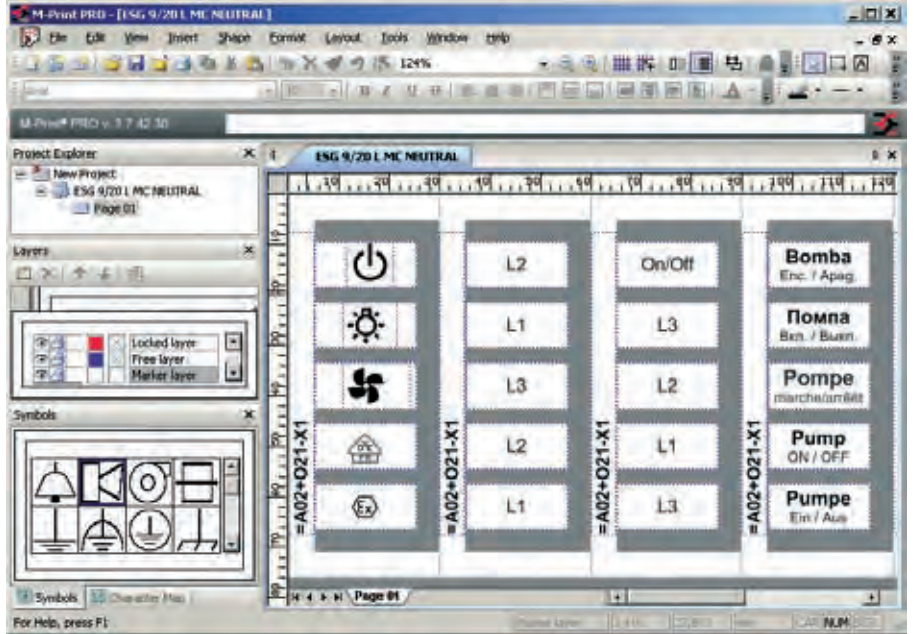 M-Print PRO - [ESG 9/20 L MC NEUTRAL]
File Edit View Insert Shape Format Layout Tools Window Help
124%
M-Print® PRO v. 3.7.42.30
Project Explorer
New Project
ESG 9/20 L MC NEUTRAL
Page 01
Layers
Locked layer
Free layer
Marker layer
Symbols
Symbols Character Map
For Help, press F1
ESG 9/20 L MC NEUTRAL
10 20 30 40 50 60 70 80 90 100 110 120
=A02+O21-X1
Ex
L2
L1
L3
L2
L1
=A02+O21-X1
On/Off
L3
L2
L1
L3
=A02+O21-X1
Bomba
Enc. / Apag.
Помпа
Вкл. / Выкл.
Pompe
marche/arrêt
Pump
ON / OFF
Pumpe
Ein / Aus
Page 01
NUM